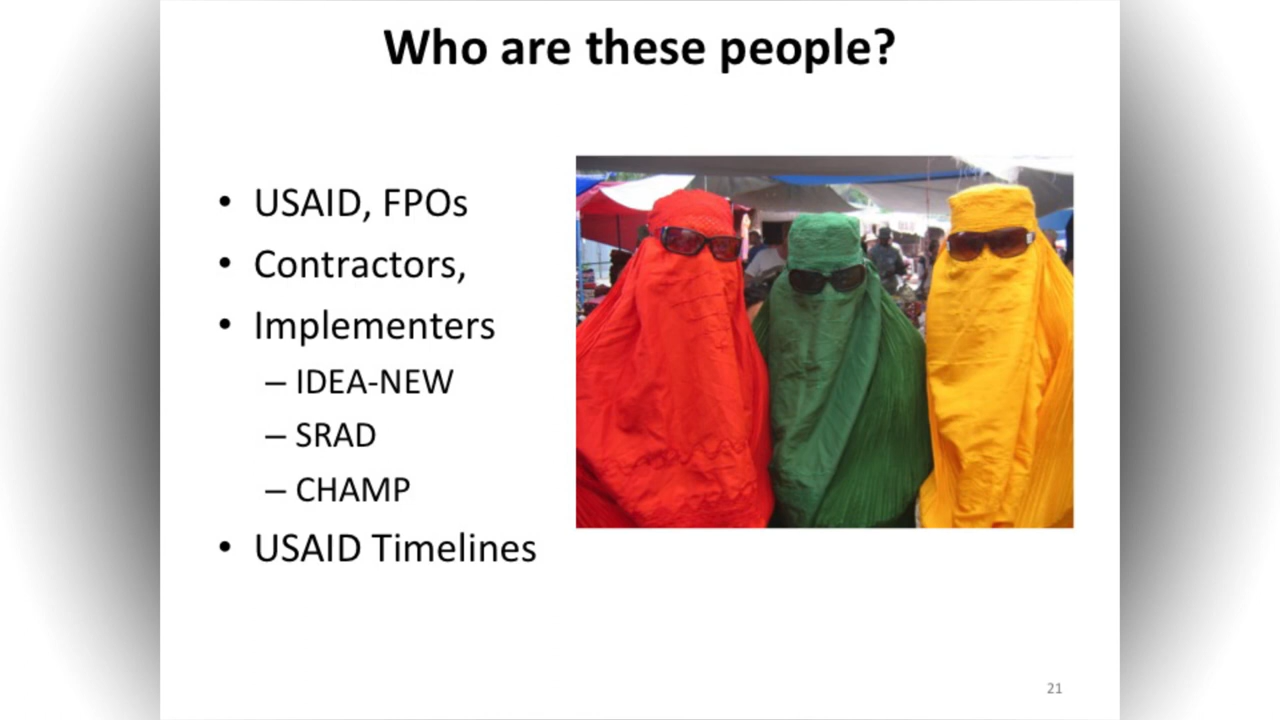 Who are these people?
• USAID, FPOs
• Contractors,
• Implementers
– IDEA-NEW
– SRAD
– CHAMP
• USAID Timelines
21